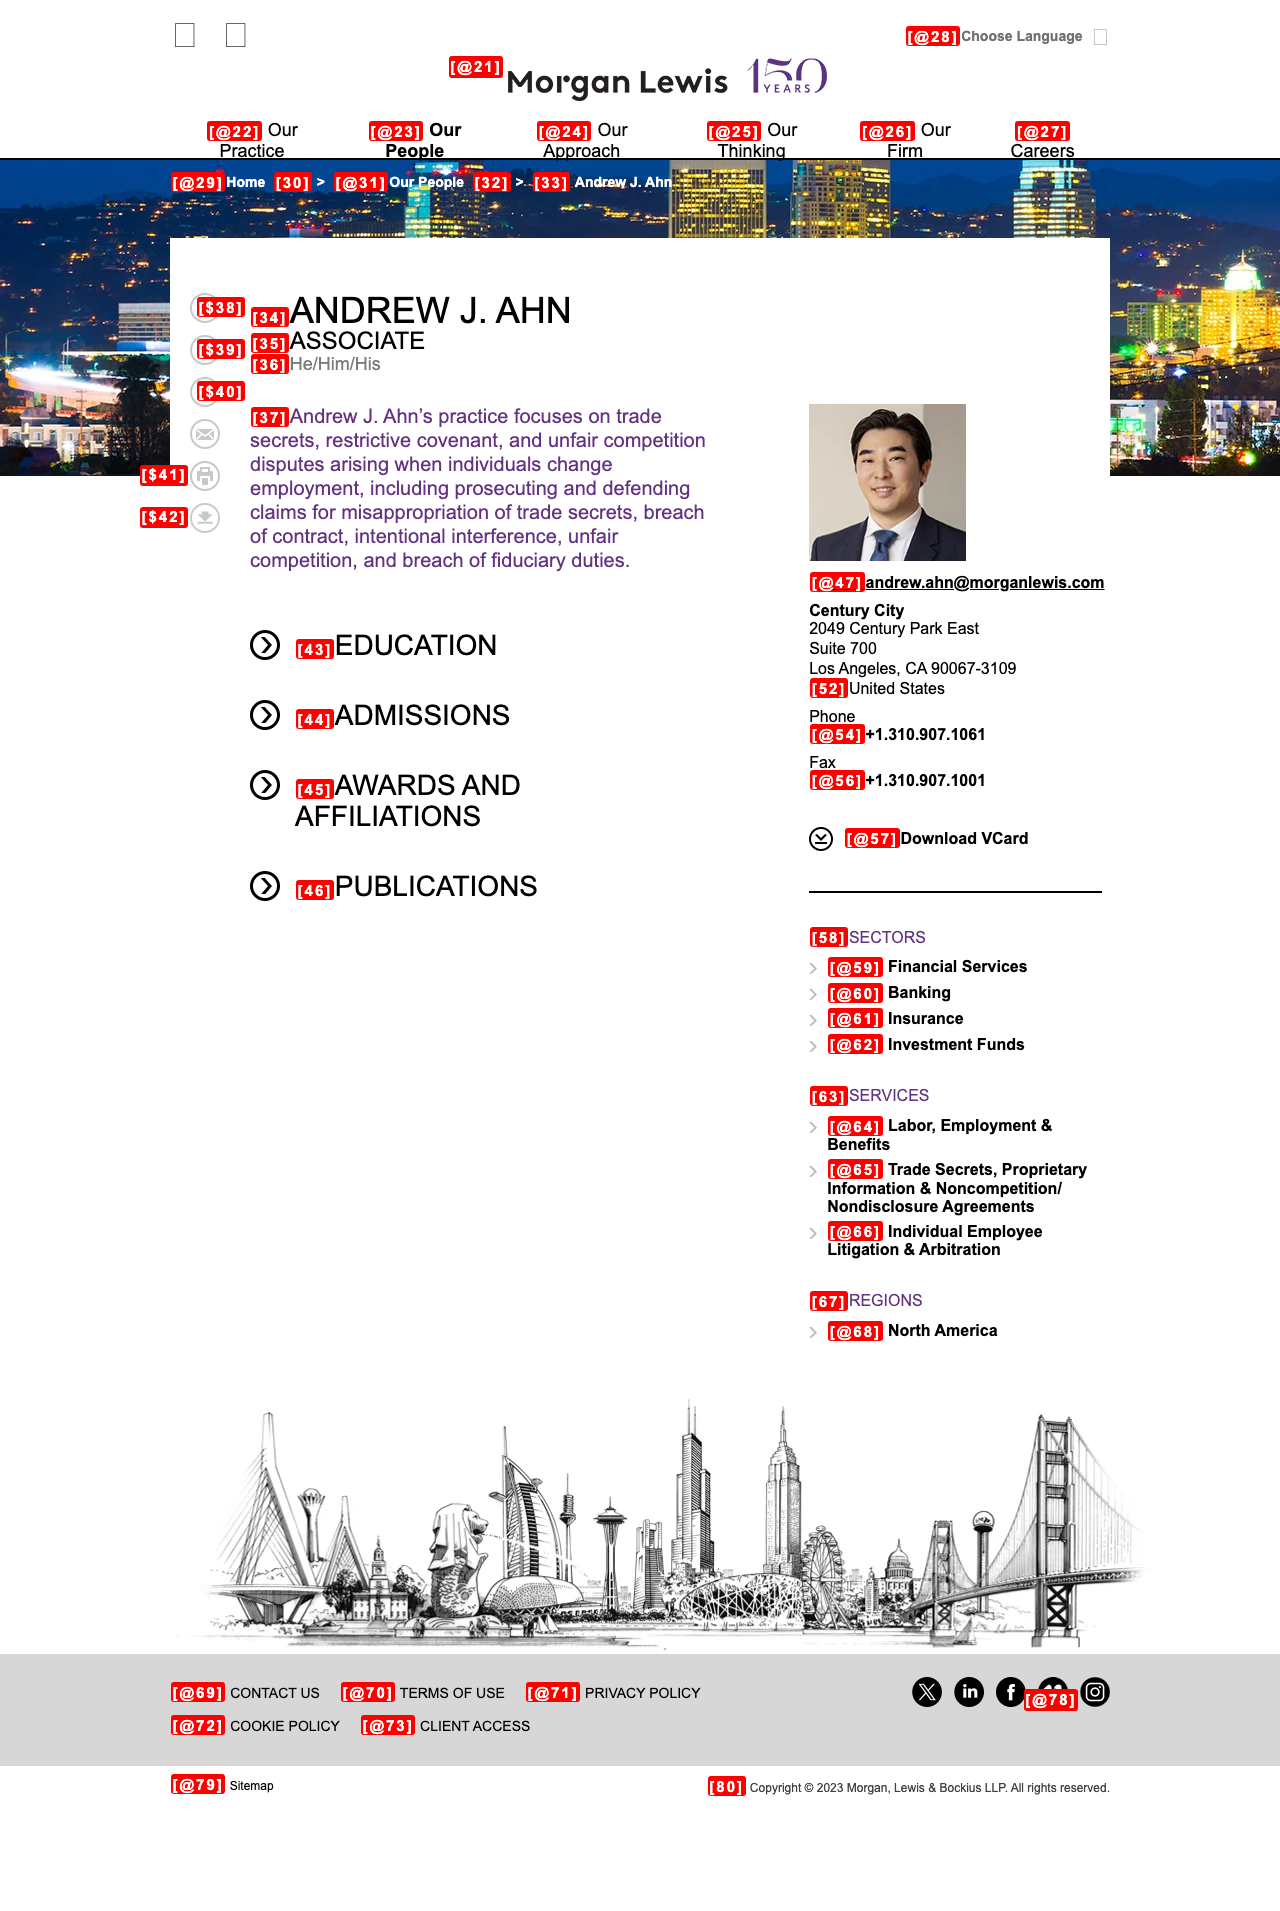 [@28] Choose Language
[@21] Morgan Lewis 150 YEARS
[@22] Our Practice
[@23] Our People
[@24] Our Approach
[@25] Our Thinking
[@26] Our Firm
[@27] Careers
[@29] Home [30] > [@31] Our People [32] > [33] Andrew J. Ahn
[$38]
[$39]
[$40]
[$41]
[$42]
[34] ANDREW J. AHN
[35] ASSOCIATE
[36] He/Him/His
[37] Andrew J. Ahn’s practice focuses on trade
secrets, restrictive covenant, and unfair competition
disputes arising when individuals change
employment, including prosecuting and defending
claims for misappropriation of trade secrets, breach
of contract, intentional interference, unfair
competition, and breach of fiduciary duties.
[43] EDUCATION
[44] ADMISSIONS
[45] AWARDS AND
AFFILIATIONS
[46] PUBLICATIONS
[@47] andrew.ahn@morganlewis.com
Century City
2049 Century Park East
Suite 700
Los Angeles, CA 90067-3109
[52] United States
Phone
[@54] +1.310.907.1061
Fax
[@56] +1.310.907.1001
[@57] Download VCard
[58] SECTORS
[@59] Financial Services
[@60] Banking
[@61] Insurance
[@62] Investment Funds
[63] SERVICES
[@64] Labor, Employment &
Benefits
[@65] Trade Secrets, Proprietary
Information & Noncompetition/
Nondisclosure Agreements
[@66] Individual Employee
Litigation & Arbitration
[67] REGIONS
[@68] North America
[@69] CONTACT US [@70] TERMS OF USE [@71] PRIVACY POLICY
[@72] COOKIE POLICY [@73] CLIENT ACCESS
[@78]
[@79] Sitemap
[80] Copyright © 2023 Morgan, Lewis & Bockius LLP. All rights reserved.